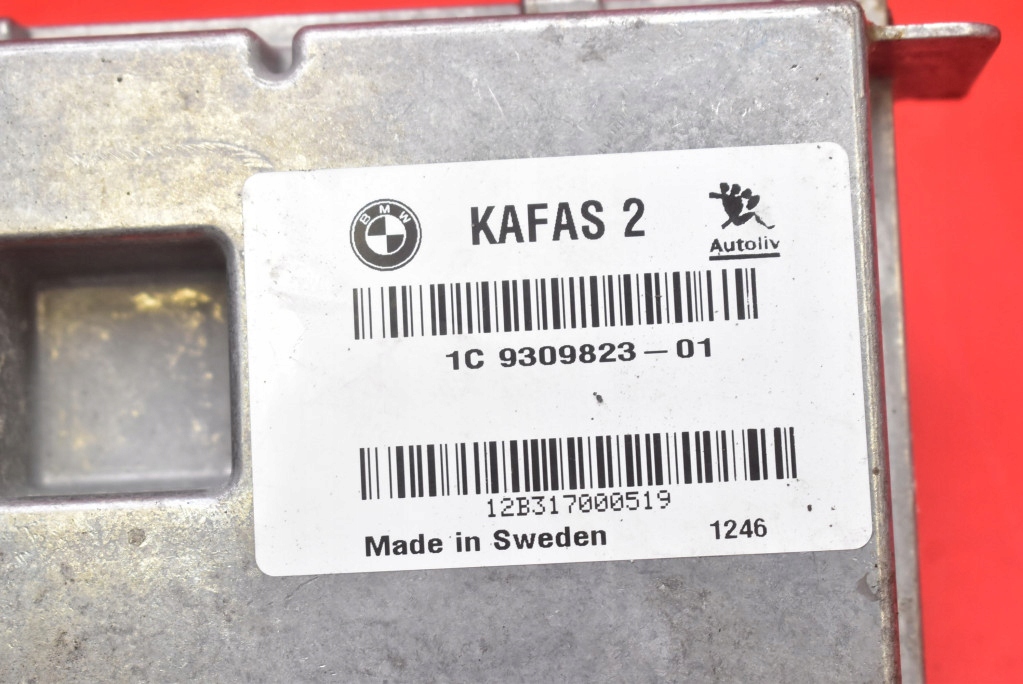 BMW
KAFAS 2
Autoliv
1C 9309823-01
12B317000519
Made in Sweden 1246